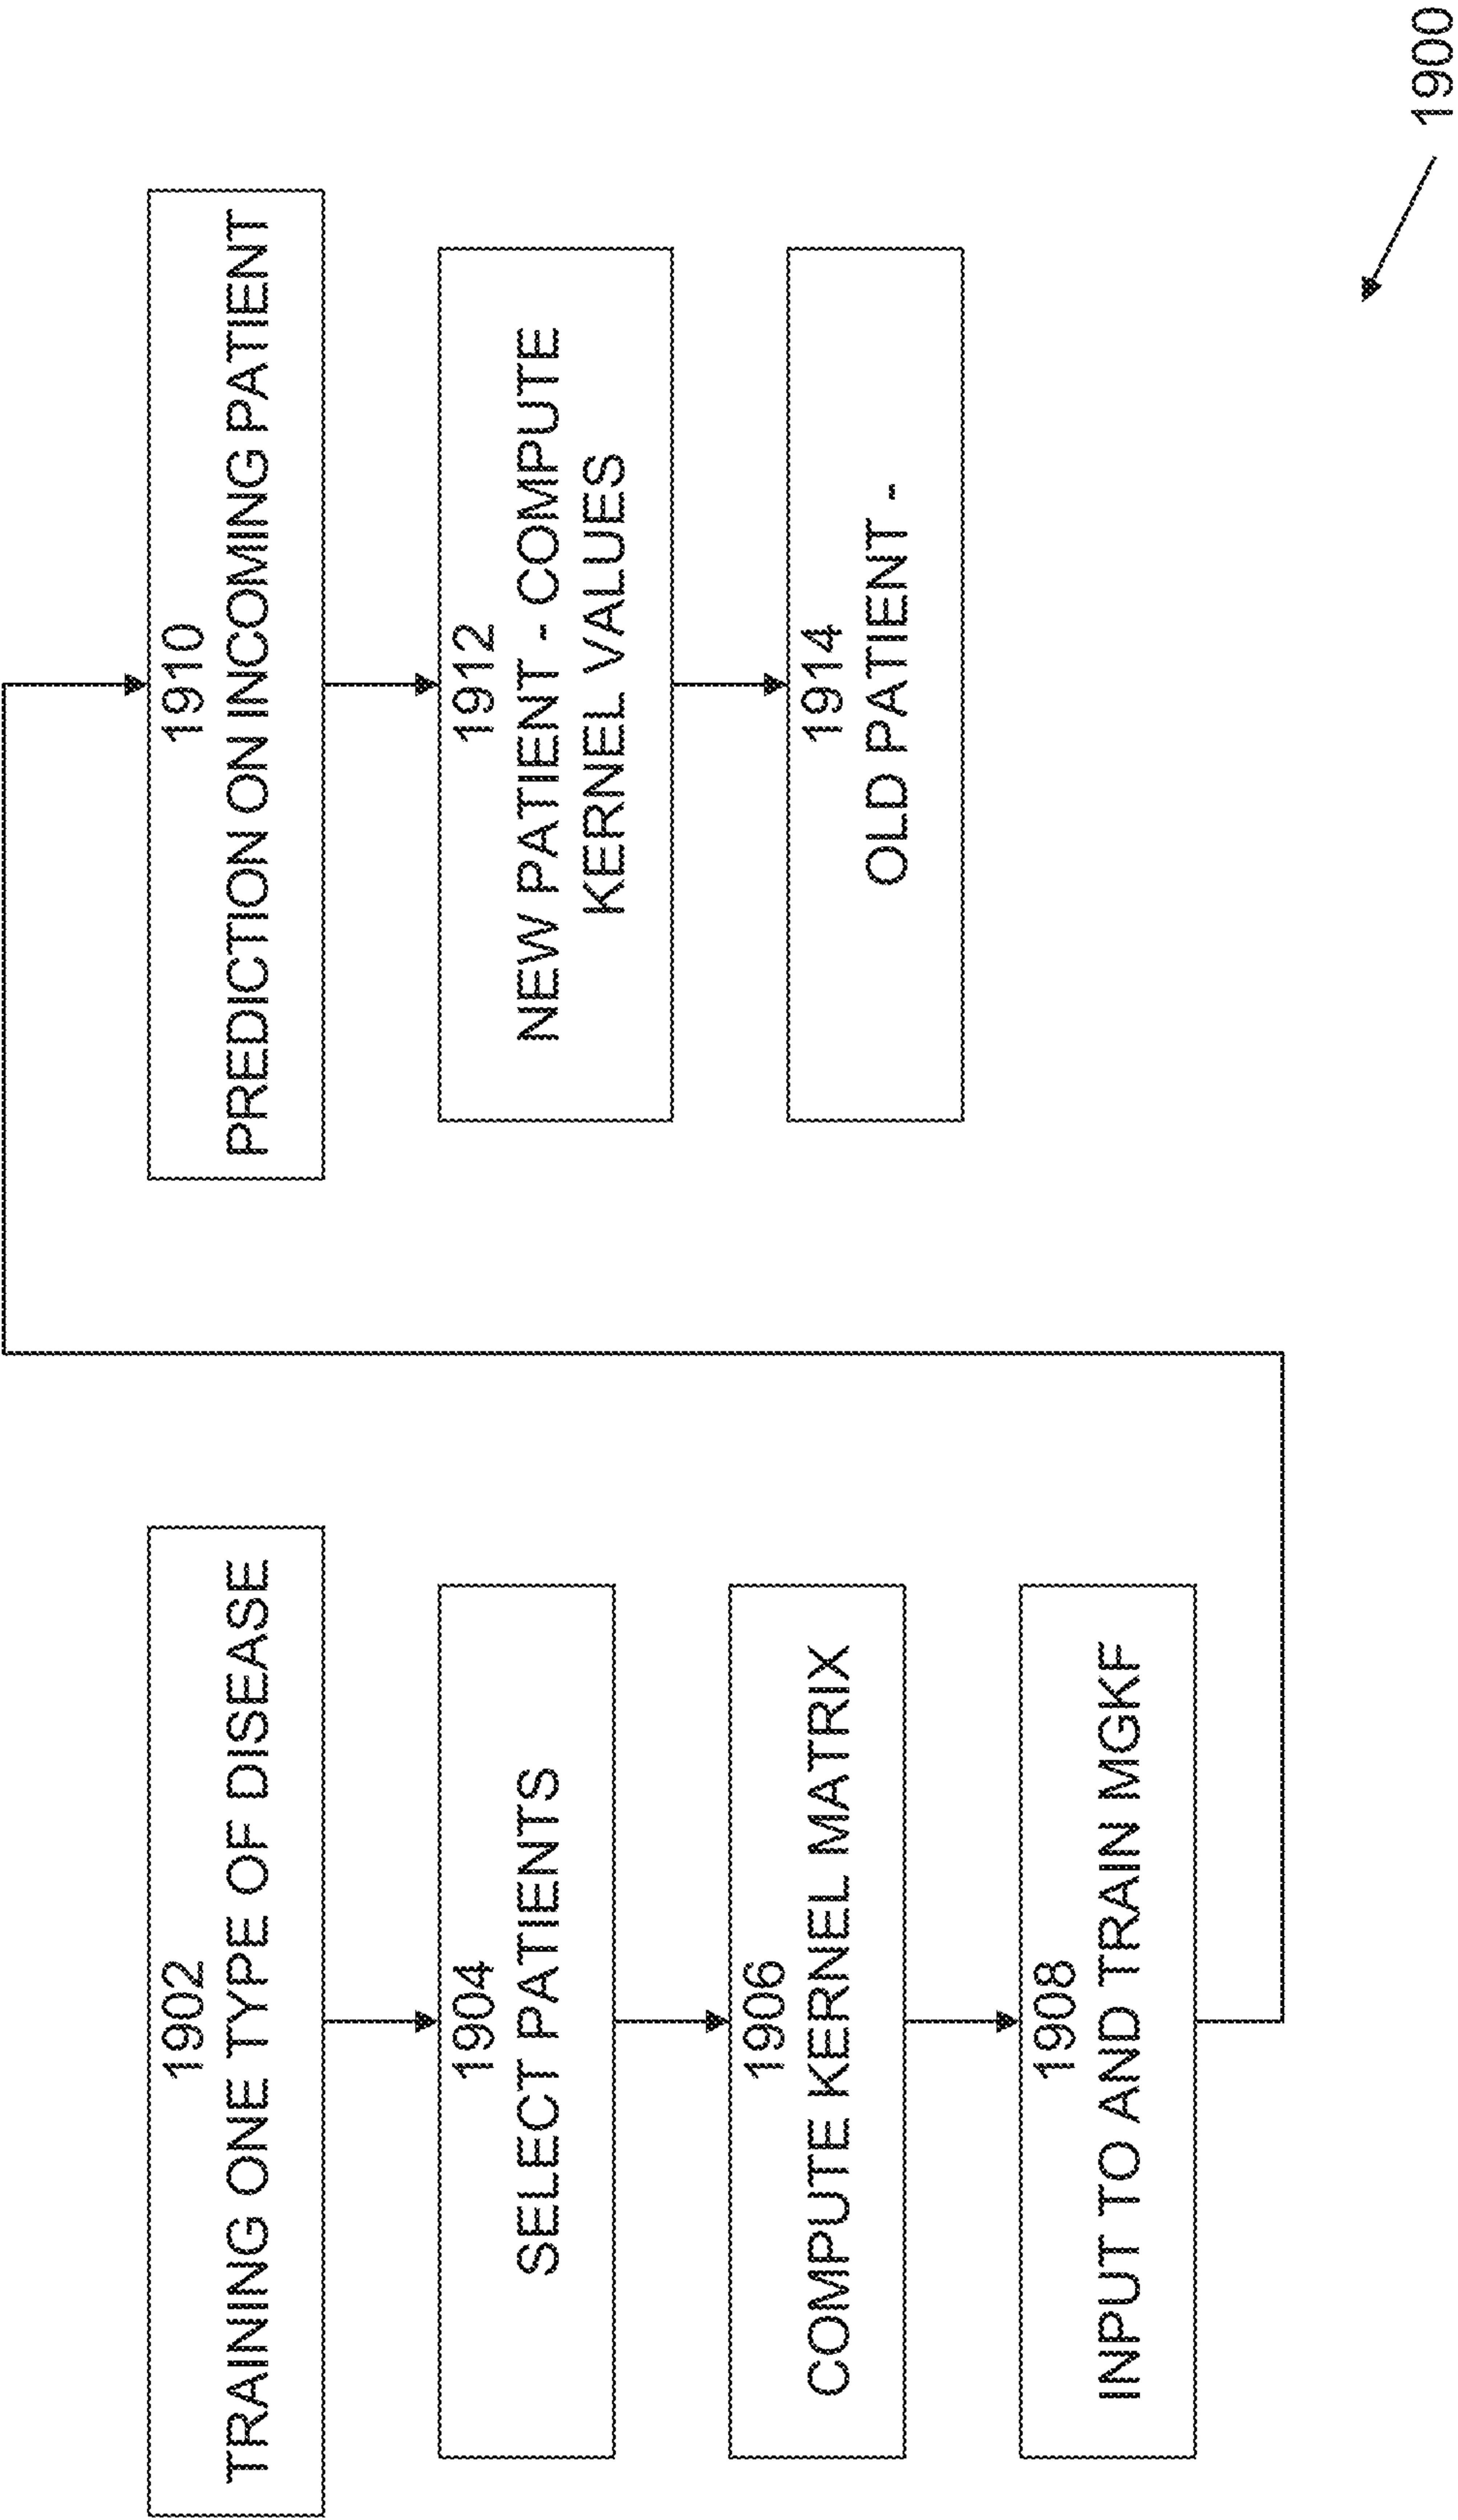 1902
TRAINING ONE TYPE OF DISEASE
1904
SELECT PATIENTS
1906
COMPUTE KERNEL MATRIX
1908
INPUT TO AND TRAIN MGKF
1910
PREDICTION ON INCOMING PATIENT
1912
NEW PATIENT - COMPUTE
KERNEL VALUES
1914
OLD PATIENT -
1900